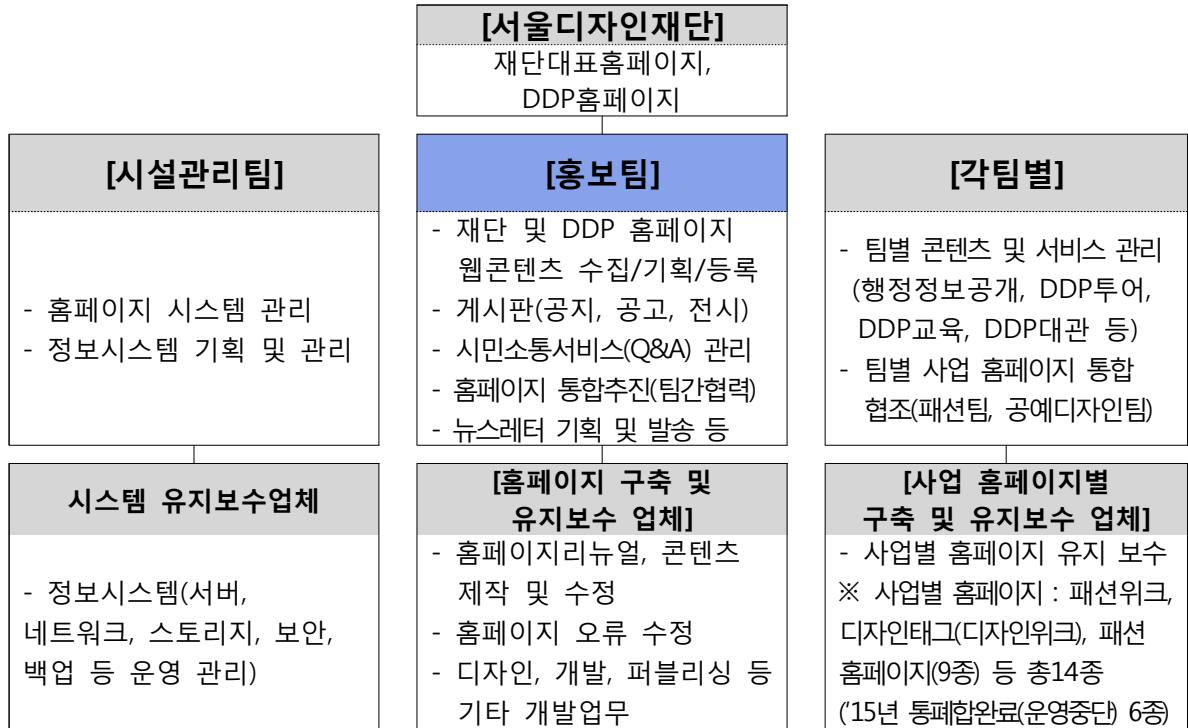 [서울디자인재단]
재단대표홈페이지,
DDP홈페이지
[시설관리팀]
- 홈페이지 시스템 관리
- 정보시스템 기획 및 관리
[홍보팀]
- 재단 및 DDP 홈페이지
웹콘텐츠 수집/기획/등록
- 게시판(공지, 공고, 전시)
- 시민소통서비스(Q&A) 관리
- 홈페이지 통합추진(팀간협력)
- 뉴스레터 기획 및 발송 등
[각팀별]
- 팀별 콘텐츠 및 서비스 관리
(행정정보공개, DDP투어,
DDP교육, DDP대관 등)
- 팀별 사업 홈페이지 통합
협조(패션팀, 공예디자인팀)
시스템 유지보수업체
- 정보시스템(서버,
네트워크, 스토리지, 보안,
백업 등 운영 관리)
[홈페이지 구축 및
유지보수 업체]
- 홈페이지리뉴얼, 콘텐츠
제작 및 수정
- 홈페이지 오류 수정
- 디자인, 개발, 퍼블리싱 등
기타 개발업무
[사업 홈페이지별
구축 및 유지보수 업체]
- 사업별 홈페이지 유지 보수
※ 사업별 홈페이지 : 패션위크,
디자인태그(디자인위크), 패션
홈페이지(9종) 등 총14종
('15년 통폐합완료(운영중단) 6종)